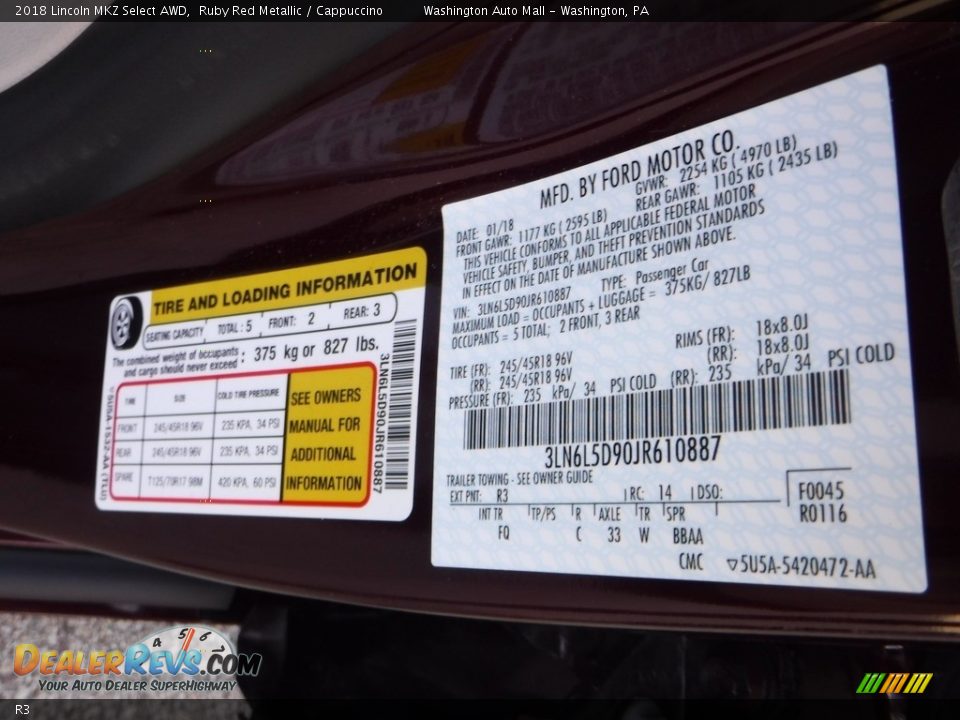 2018 Lincoln MKZ Select AWD, Ruby Red Metallic / Cappuccino Washington Auto Mall - Washington, PA
TIRE AND LOADING INFORMATION
SEATING CAPACITY TOTAL : 5 FRONT: 2 REAR: 3
The combined weight of occupants and cargo should never exceed : 375 kg or 827 lbs.
TIRE SIZE COLD TIRE PRESSURE
FRONT 245/45R18 96V 235 KPA, 34 PSI
REAR 245/45R18 96V 235 KPA, 34 PSI
SPARE T125/70R17 98M 420 KPA, 60 PSI
SEE OWNERS
MANUAL FOR
ADDITIONAL
INFORMATION
5U5A-1532-AA (TLU)
3LN6L5D90JR610887
MFD. BY FORD MOTOR CO.
DATE: 01/18 GVWR: 2254 KG ( 4970 LB)
FRONT GAWR: 1177 KG ( 2595 LB) REAR GAWR: 1105 KG ( 2435 LB)
THIS VEHICLE CONFORMS TO ALL APPLICABLE FEDERAL MOTOR
VEHICLE SAFETY, BUMPER, AND THEFT PREVENTION STANDARDS
IN EFFECT ON THE DATE OF MANUFACTURE SHOWN ABOVE.
VIN: 3LN6L5D90JR610887 TYPE: Passenger Car
MAXIMUM LOAD = OCCUPANTS + LUGGAGE = 375KG/ 827LB
OCCUPANTS = 5 TOTAL; 2 FRONT, 3 REAR
TIRE (FR): 245/45R18 96V RIMS (FR): 18x8.0J
(RR): 245/45R18 96V (RR): 18x8.0J
PRESSURE (FR): 235 kPa/ 34 PSI COLD (RR): 235 kPa/ 34 PSI COLD
3LN6L5D90JR610887
TRAILER TOWING - SEE OWNER GUIDE
EXT PNT: R3 RC: 14 DSO: F0045
INT TR TP/PS R AXLE TR SPR R0116
FQ C 33 W BBAA
CMC 5U5A-5420472-AA
4 5 6
DEALERREVS.COM
YOUR AUTO DEALER SUPERHIGHWAY
R3